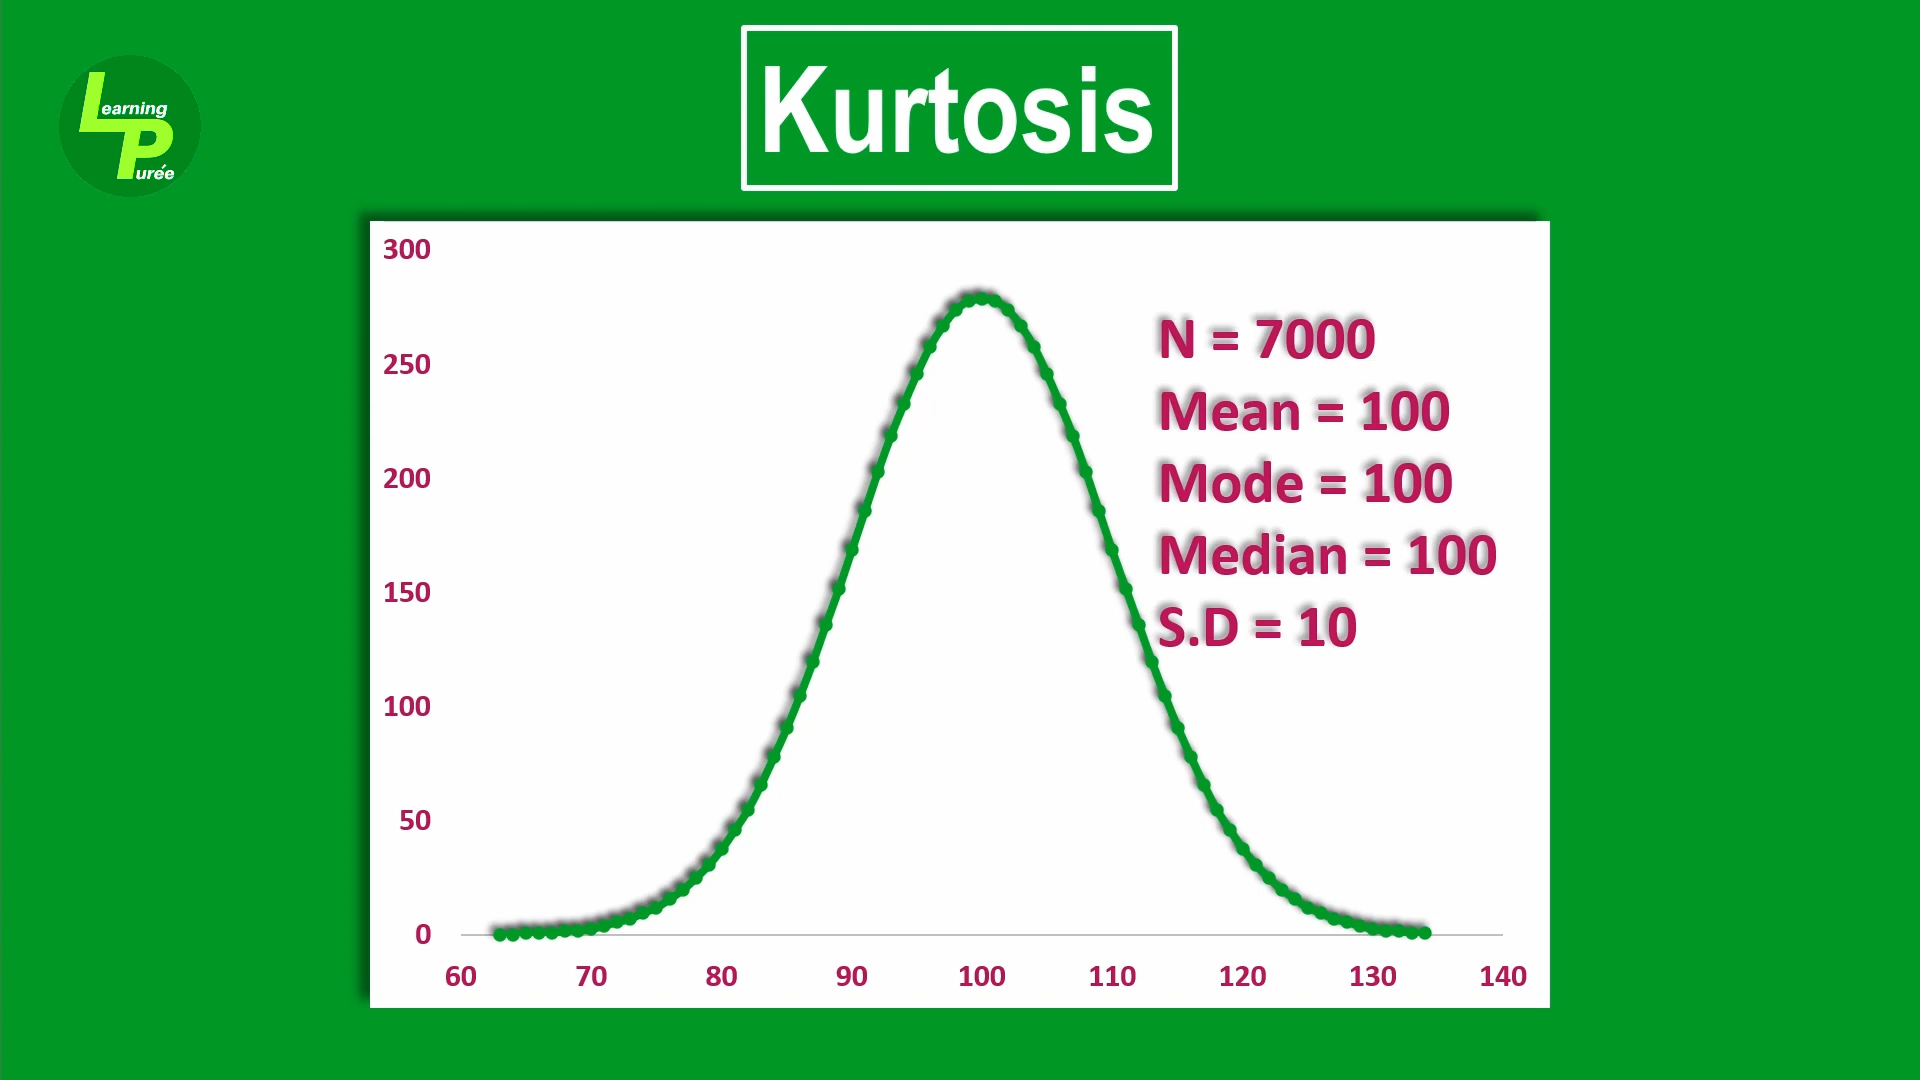 Kurtosis
Learning
Purée
300
250
200
150
100
50
0
N = 7000
Mean = 100
Mode = 100
Median = 100
S.D = 10
60 70 80 90 100 110 120 130 140